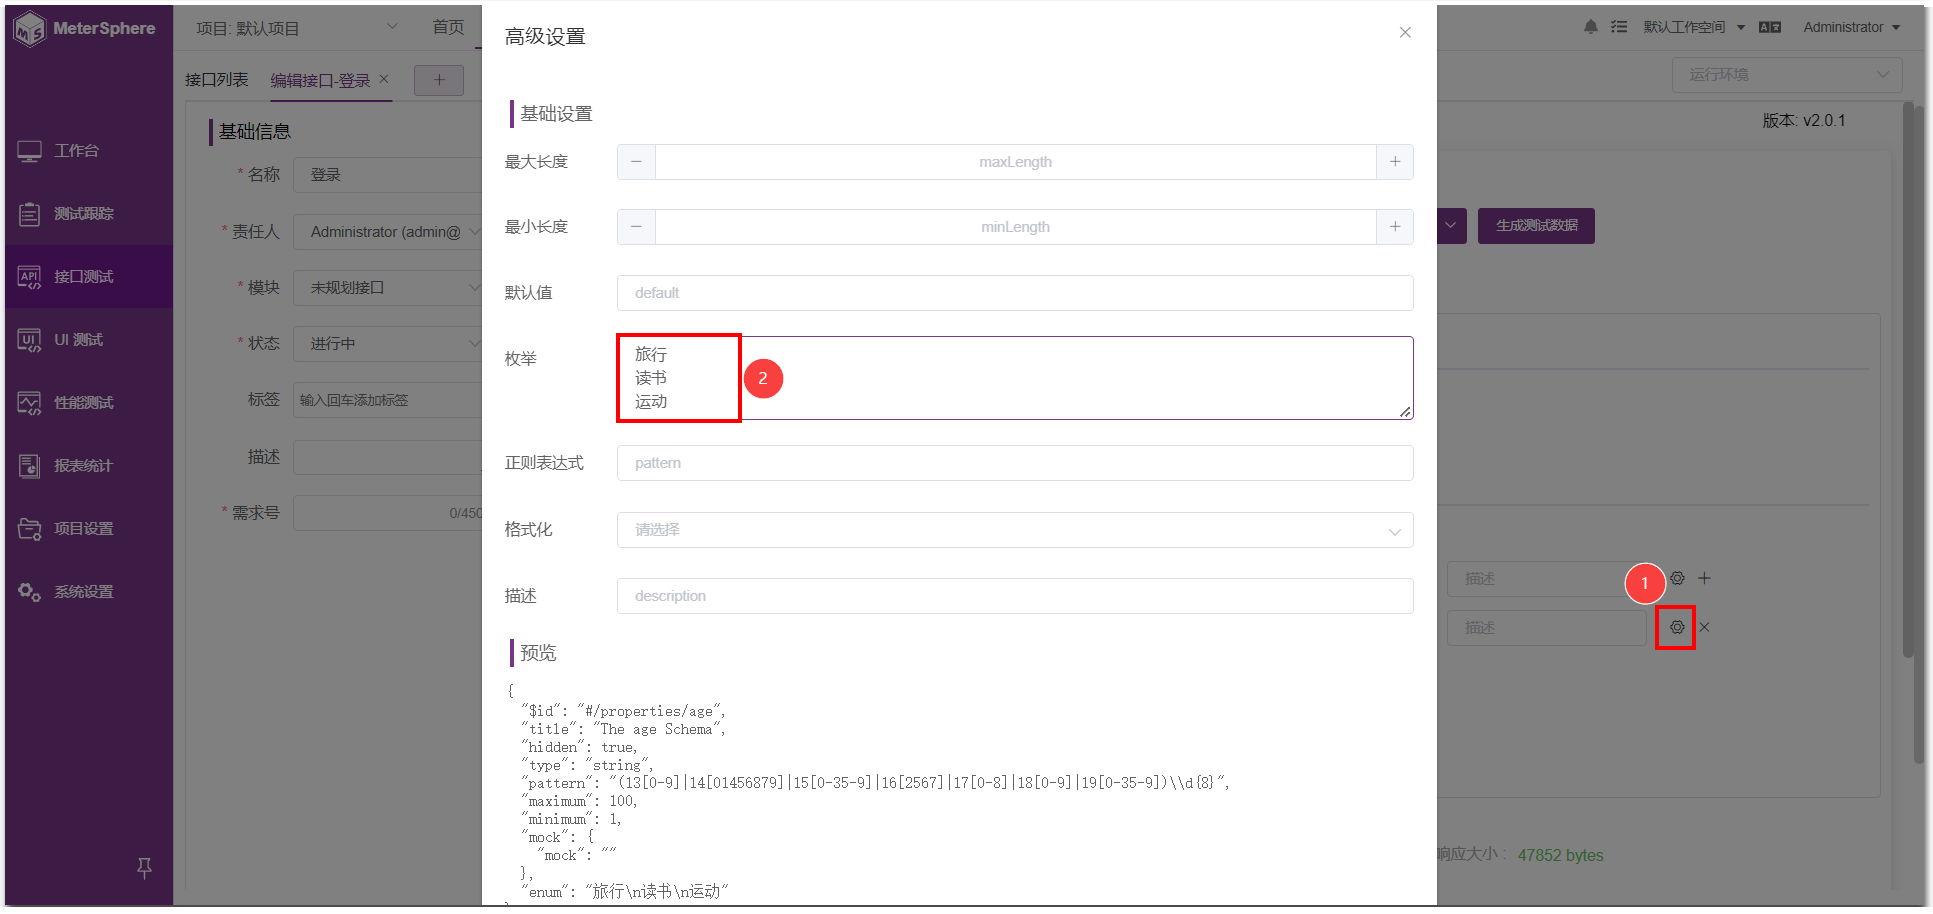 MeterSphere
项目: 默认项目
首页
默认工作空间
Administrator
接口列表
编辑接口-登录
运行环境
版本: v2.0.1
工作台
测试跟踪
接口测试
UI 测试
性能测试
报表统计
项目设置
系统设置
基础信息
* 名称
登录
* 责任人
Administrator (admin@
* 模块
未规划接口
* 状态
进行中
标签
输入回车添加标签
描述
* 需求号
0/450
高级设置
基础设置
最大长度
maxLength
最小长度
minLength
默认值
default
枚举
旅行
读书
运动
2
正则表达式
pattern
格式化
请选择
描述
description
预览
{
"$id": "#/properties/age",
"title": "The age Schema",
"hidden": true,
"type": "string",
"pattern": "(13[0-9]|14[01456879]|15[0-35-9]|16[2567]|17[0-8]|18[0-9]|19[0-35-9])\\d{8}",
"maximum": 100,
"minimum": 1,
"mock": {
"mock": ""
},
"enum": "旅行\n读书\n运动"
生成测试数据
描述
1
描述
响应大小 :
47852 bytes